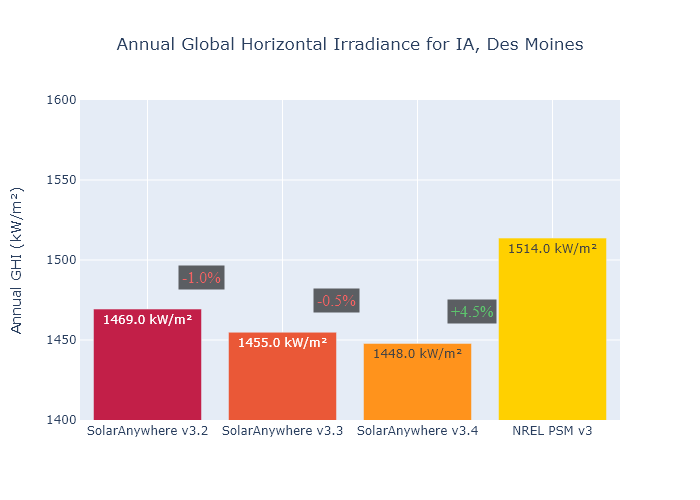 Annual Global Horizontal Irradiance for IA, Des Moines
Annual GHI (kW/m²)
1600
1550
1500
1450
1400
-1.0%
-0.5%
+4.5%
1469.0 kW/m²
1455.0 kW/m²
1448.0 kW/m²
1514.0 kW/m²
SolarAnywhere v3.2
SolarAnywhere v3.3
SolarAnywhere v3.4
NREL PSM v3